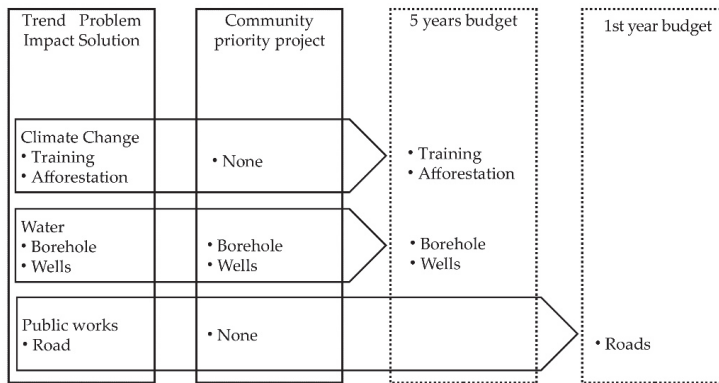 Trend Problem
Impact Solution
Community
priority project
5 years budget
1st year budget
Climate Change
• Training
• Afforestation
• None
• Training
• Afforestation
Water
• Borehole
• Wells
• Borehole
• Wells
• Borehole
• Wells
Public works
• Road
• None
• Roads